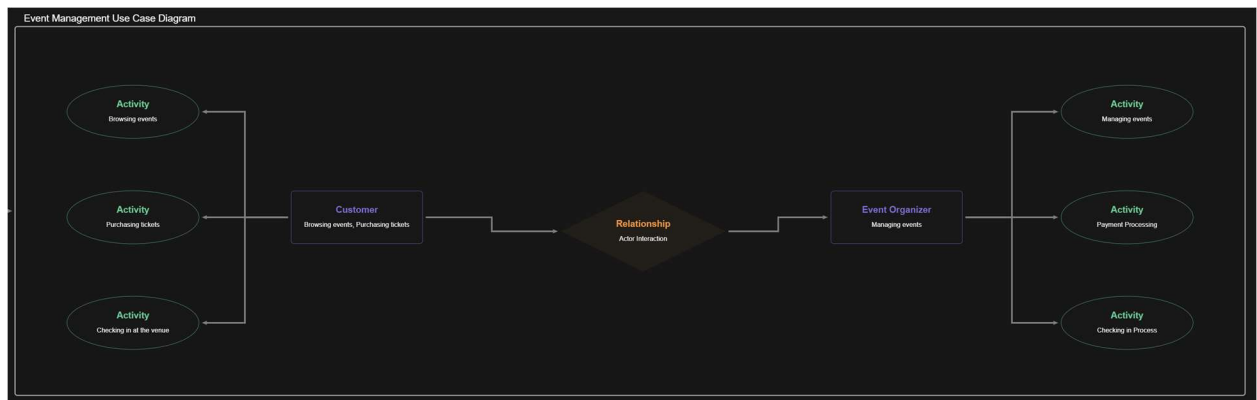 Event Management Use Case Diagram
Activity
Browsing events
Activity
Purchasing tickets
Activity
Checking in at the venue
Customer
Browsing events, Purchasing tickets
Relationship
Actor Interaction
Event Organizer
Managing events
Activity
Managing events
Activity
Payment Processing
Activity
Checking in Process